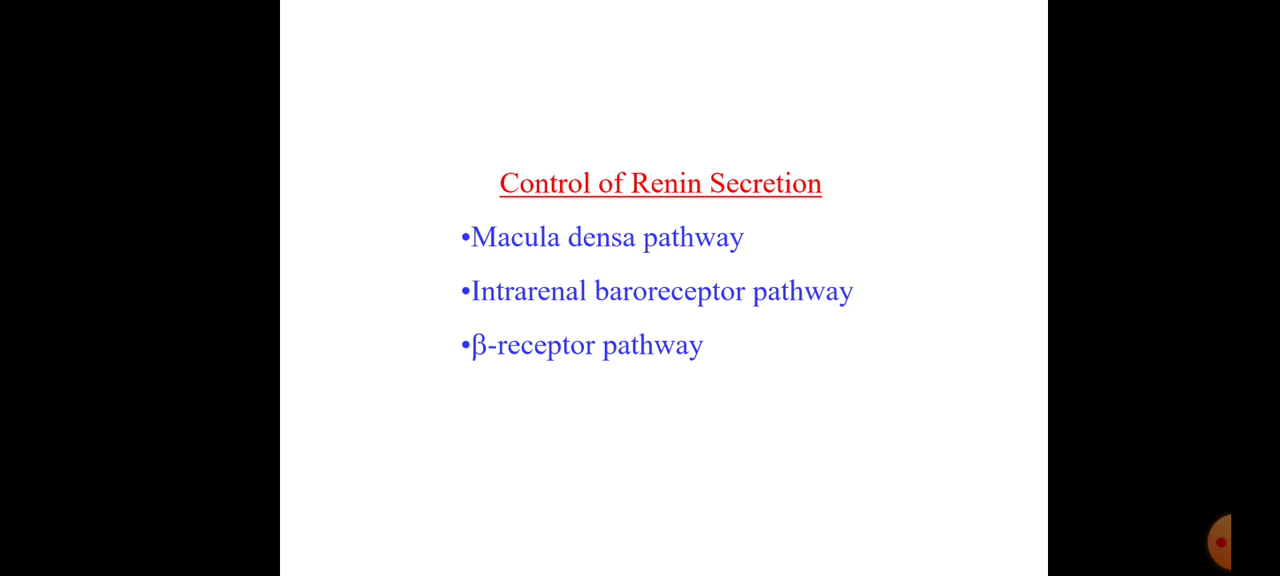 Control of Renin Secretion
•Macula densa pathway
•Intrarenal baroreceptor pathway
•β-receptor pathway